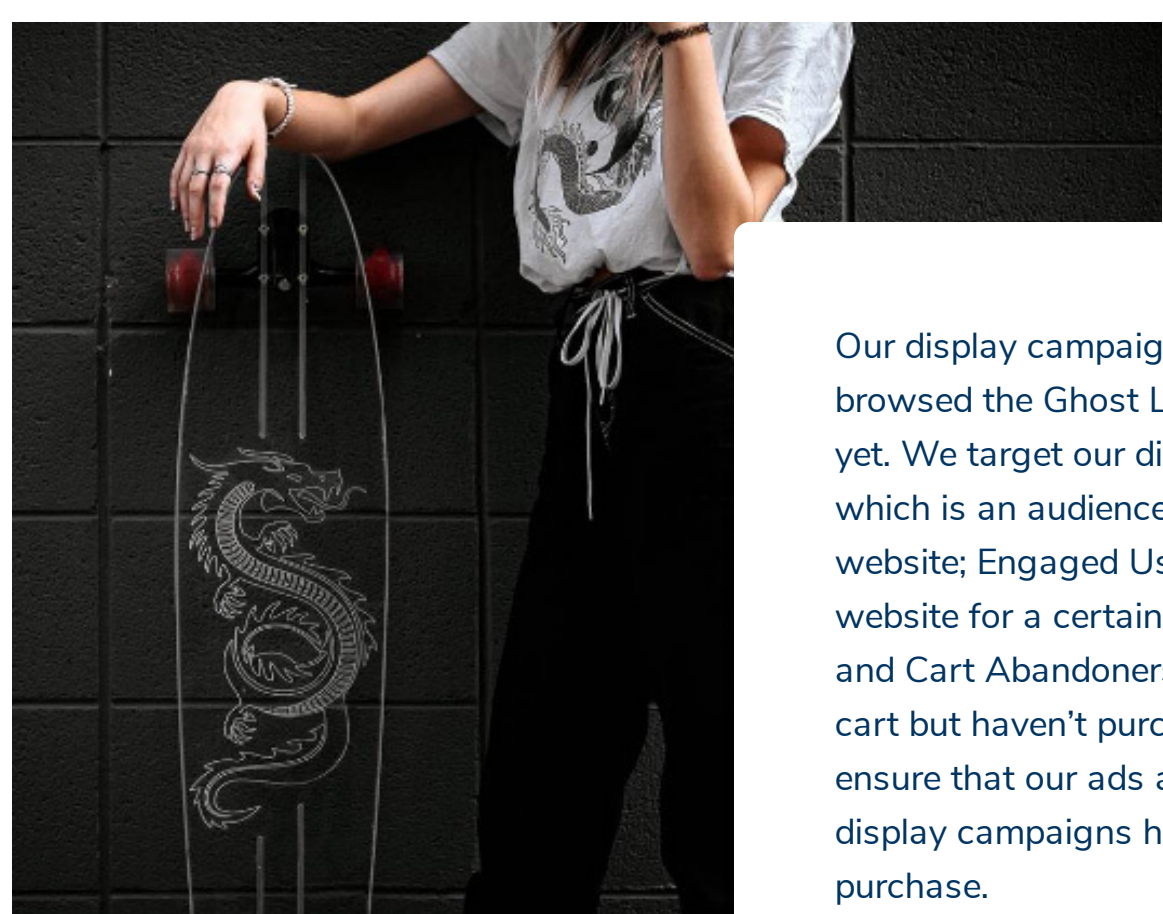 Our display campaig
browsed the Ghost L
yet. We target our di
which is an audience
website; Engaged Us
website for a certain
and Cart Abandoner
cart but haven’t purc
ensure that our ads a
display campaigns h
purchase.